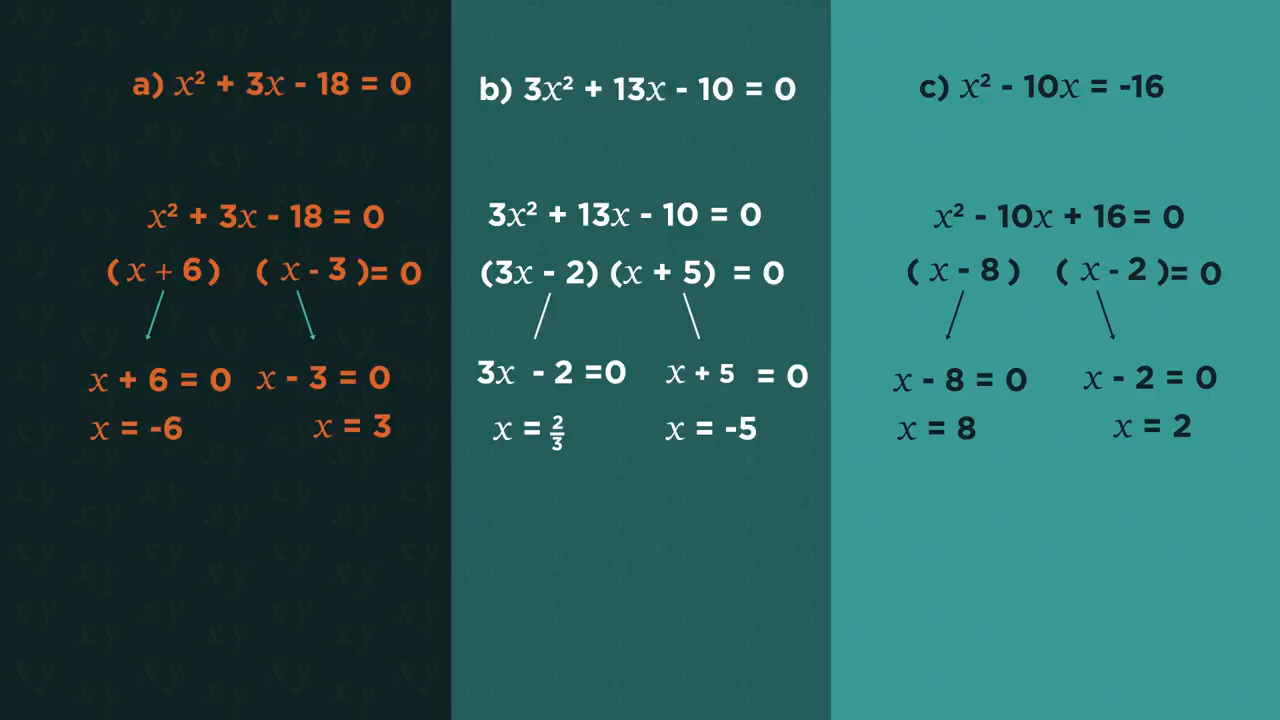 a) x² + 3x - 18 = 0
x² + 3x - 18 = 0
( x + 6 ) ( x - 3 ) = 0
x + 6 = 0 x - 3 = 0
x = -6 x = 3
b) 3x² + 13x - 10 = 0
3x² + 13x - 10 = 0
(3x - 2) (x + 5) = 0
3x - 2 =0 x + 5 = 0
x = 2/3 x = -5
c) x² - 10x = -16
x² - 10x + 16 = 0
( x - 8 ) ( x - 2 ) = 0
x - 8 = 0 x - 2 = 0
x = 8 x = 2